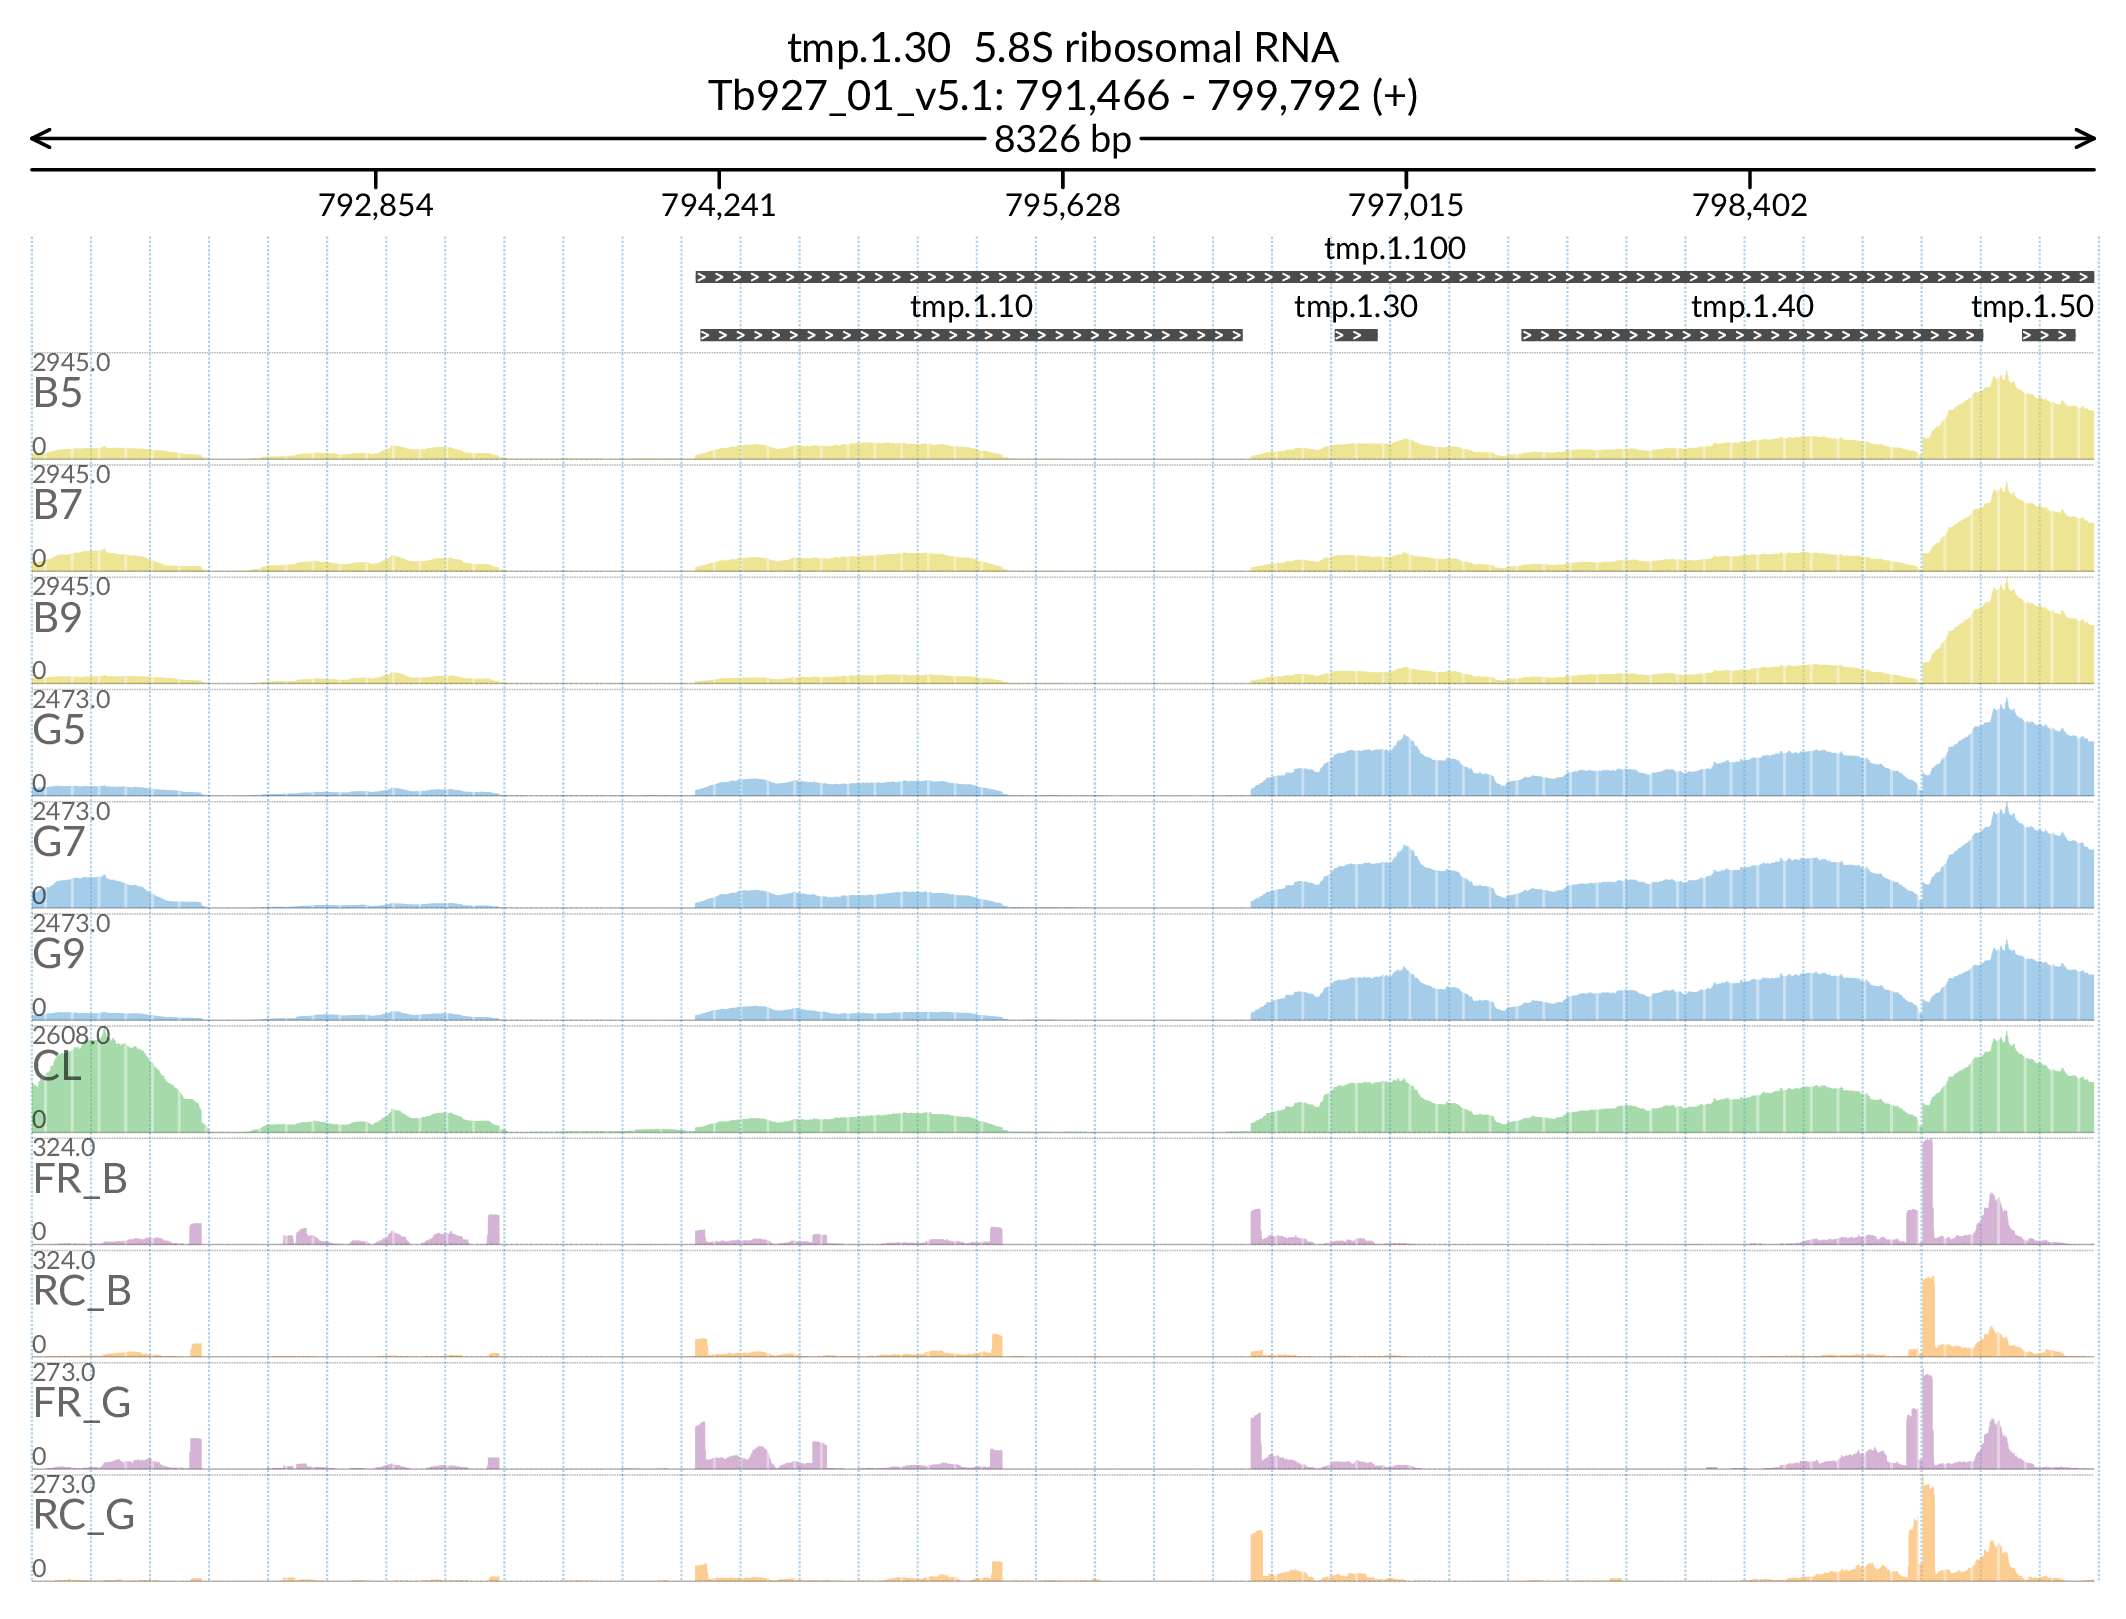 tmp.1.30  5.8S ribosomal RNA
Tb927_01_v5.1: 791,466 - 799,792 (+)
8326 bp
792,854 794,241 795,628 797,015 798,402
tmp.1.100
tmp.1.10 tmp.1.30 tmp.1.40 tmp.1.50
2945.0
B5
0
2945.0
B7
0
2945.0
B9
0
2473.0
G5
0
2473.0
G7
0
2473.0
G9
0
2608.0
CL
0
324.0
FR_B
0
324.0
RC_B
0
273.0
FR_G
0
273.0
RC_G
0